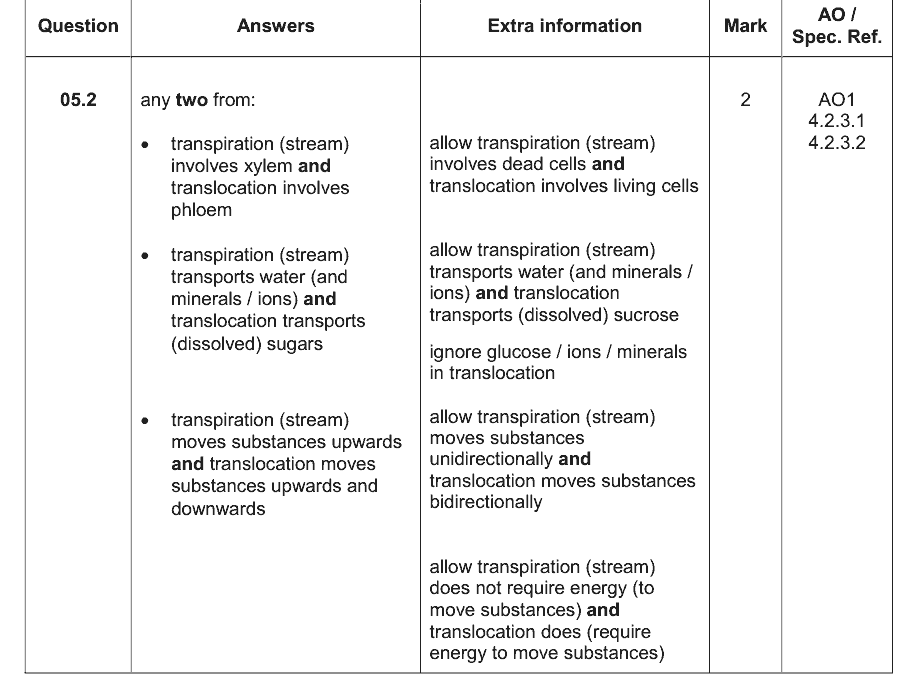 Question
Answers
Extra information
Mark
AO /
Spec. Ref.
05.2
any two from:
• transpiration (stream)
involves xylem and
translocation involves
phloem
allow transpiration (stream)
involves dead cells and
translocation involves living cells
2
AO1
4.2.3.1
4.2.3.2
• transpiration (stream)
transports water (and
minerals / ions) and
translocation transports
(dissolved) sugars
allow transpiration (stream)
transports water (and minerals /
ions) and translocation
transports (dissolved) sucrose
ignore glucose / ions / minerals
in translocation
• transpiration (stream)
moves substances upwards
and translocation moves
substances upwards and
downwards
allow transpiration (stream)
moves substances
unidirectionally and
translocation moves substances
bidirectionally
allow transpiration (stream)
does not require energy (to
move substances) and
translocation does (require
energy to move substances)